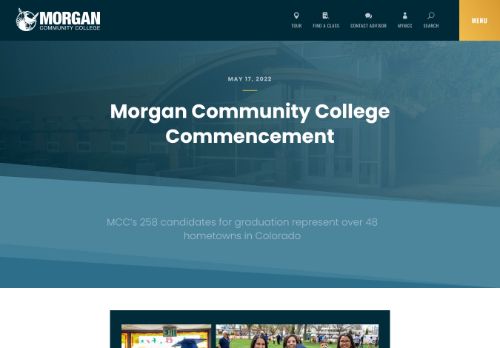 MORGAN
COMMUNITY COLLEGE
TOUR
FIND A CLASS
CONTACT ADVISOR
MYMCC
SEARCH
MENU
MAY 17, 2022
Morgan Community College
Commencement
MCC's 258 candidates for graduation represent over 48
hometowns in Colorado
EXIT